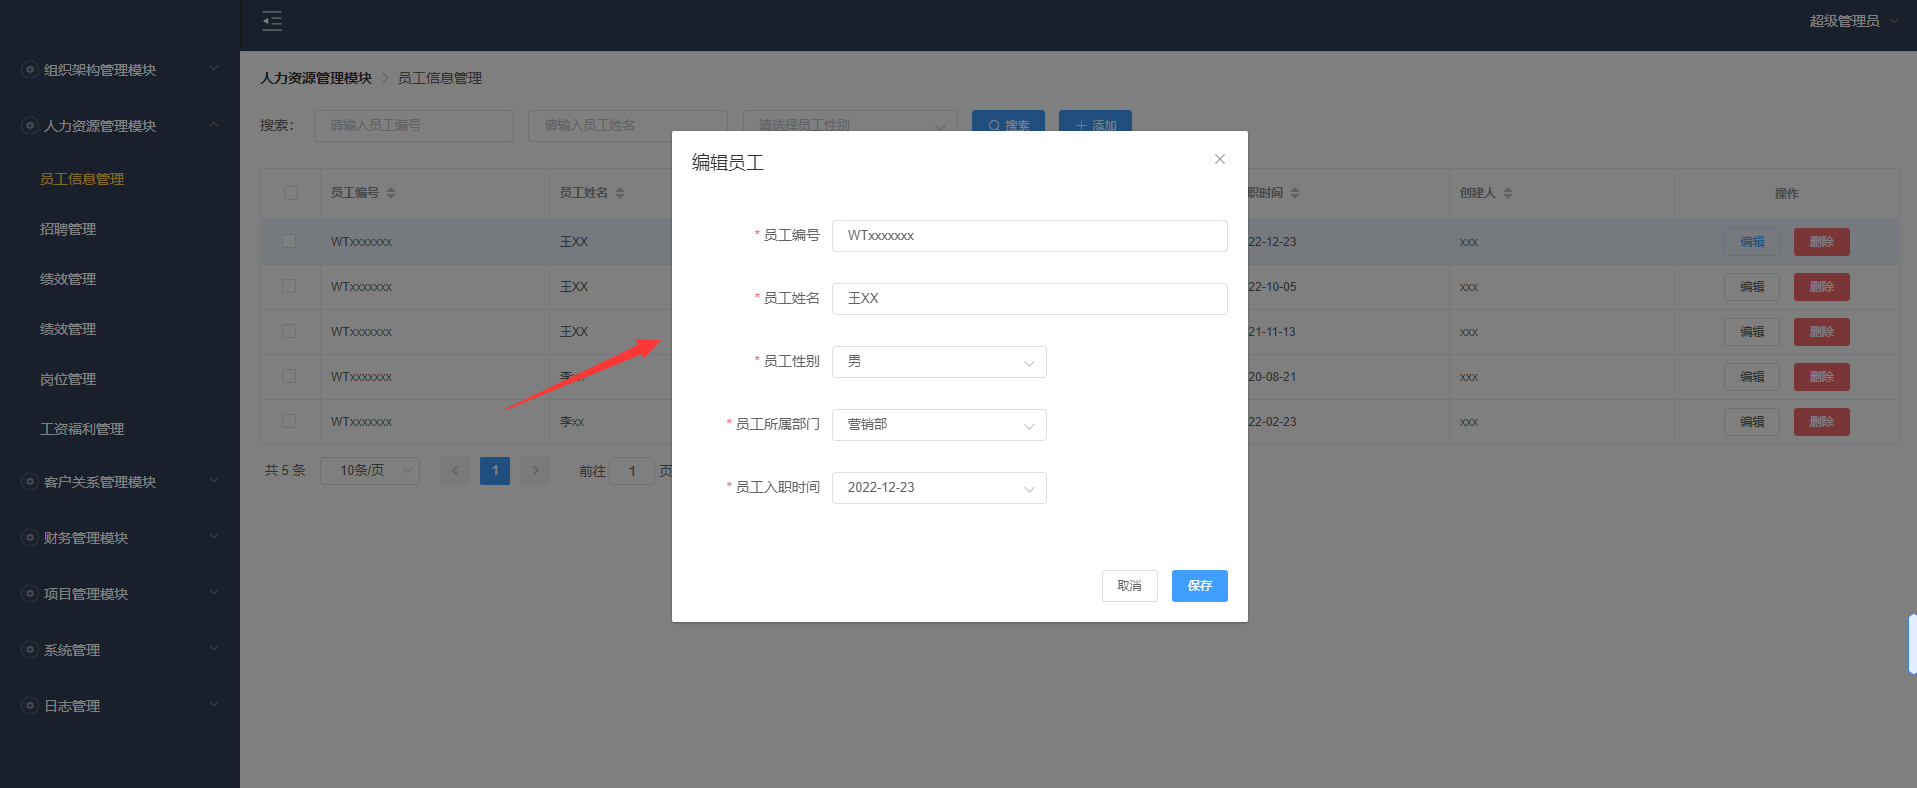 超级管理员
组织架构管理模块
人力资源管理模块
员工信息管理
招聘管理
绩效管理
绩效管理
岗位管理
工资福利管理
客户关系管理模块
财务管理模块
项目管理模块
系统管理
日志管理
人力资源管理模块 > 员工信息管理
搜索: 请输入员工编号 请输入员工姓名 请选择员工性别 搜索 添加
员工编号 员工姓名 职时间 创建人 操作
WTxxxxxxx 王XX 22-12-23 xxx 编辑 删除
WTxxxxxxx 王XX 22-10-05 xxx 编辑 删除
WTxxxxxxx 王XX 21-11-13 xxx 编辑 删除
WTxxxxxxx 李xx 20-08-21 xxx 编辑 删除
WTxxxxxxx 李xx 22-02-23 xxx 编辑 删除
共 5 条 10条/页 < 1 > 前往 1 页
编辑员工
* 员工编号 WTxxxxxxx
* 员工姓名 王XX
* 员工性别 男
* 员工所属部门 营销部
* 员工入职时间 2022-12-23
取消 保存